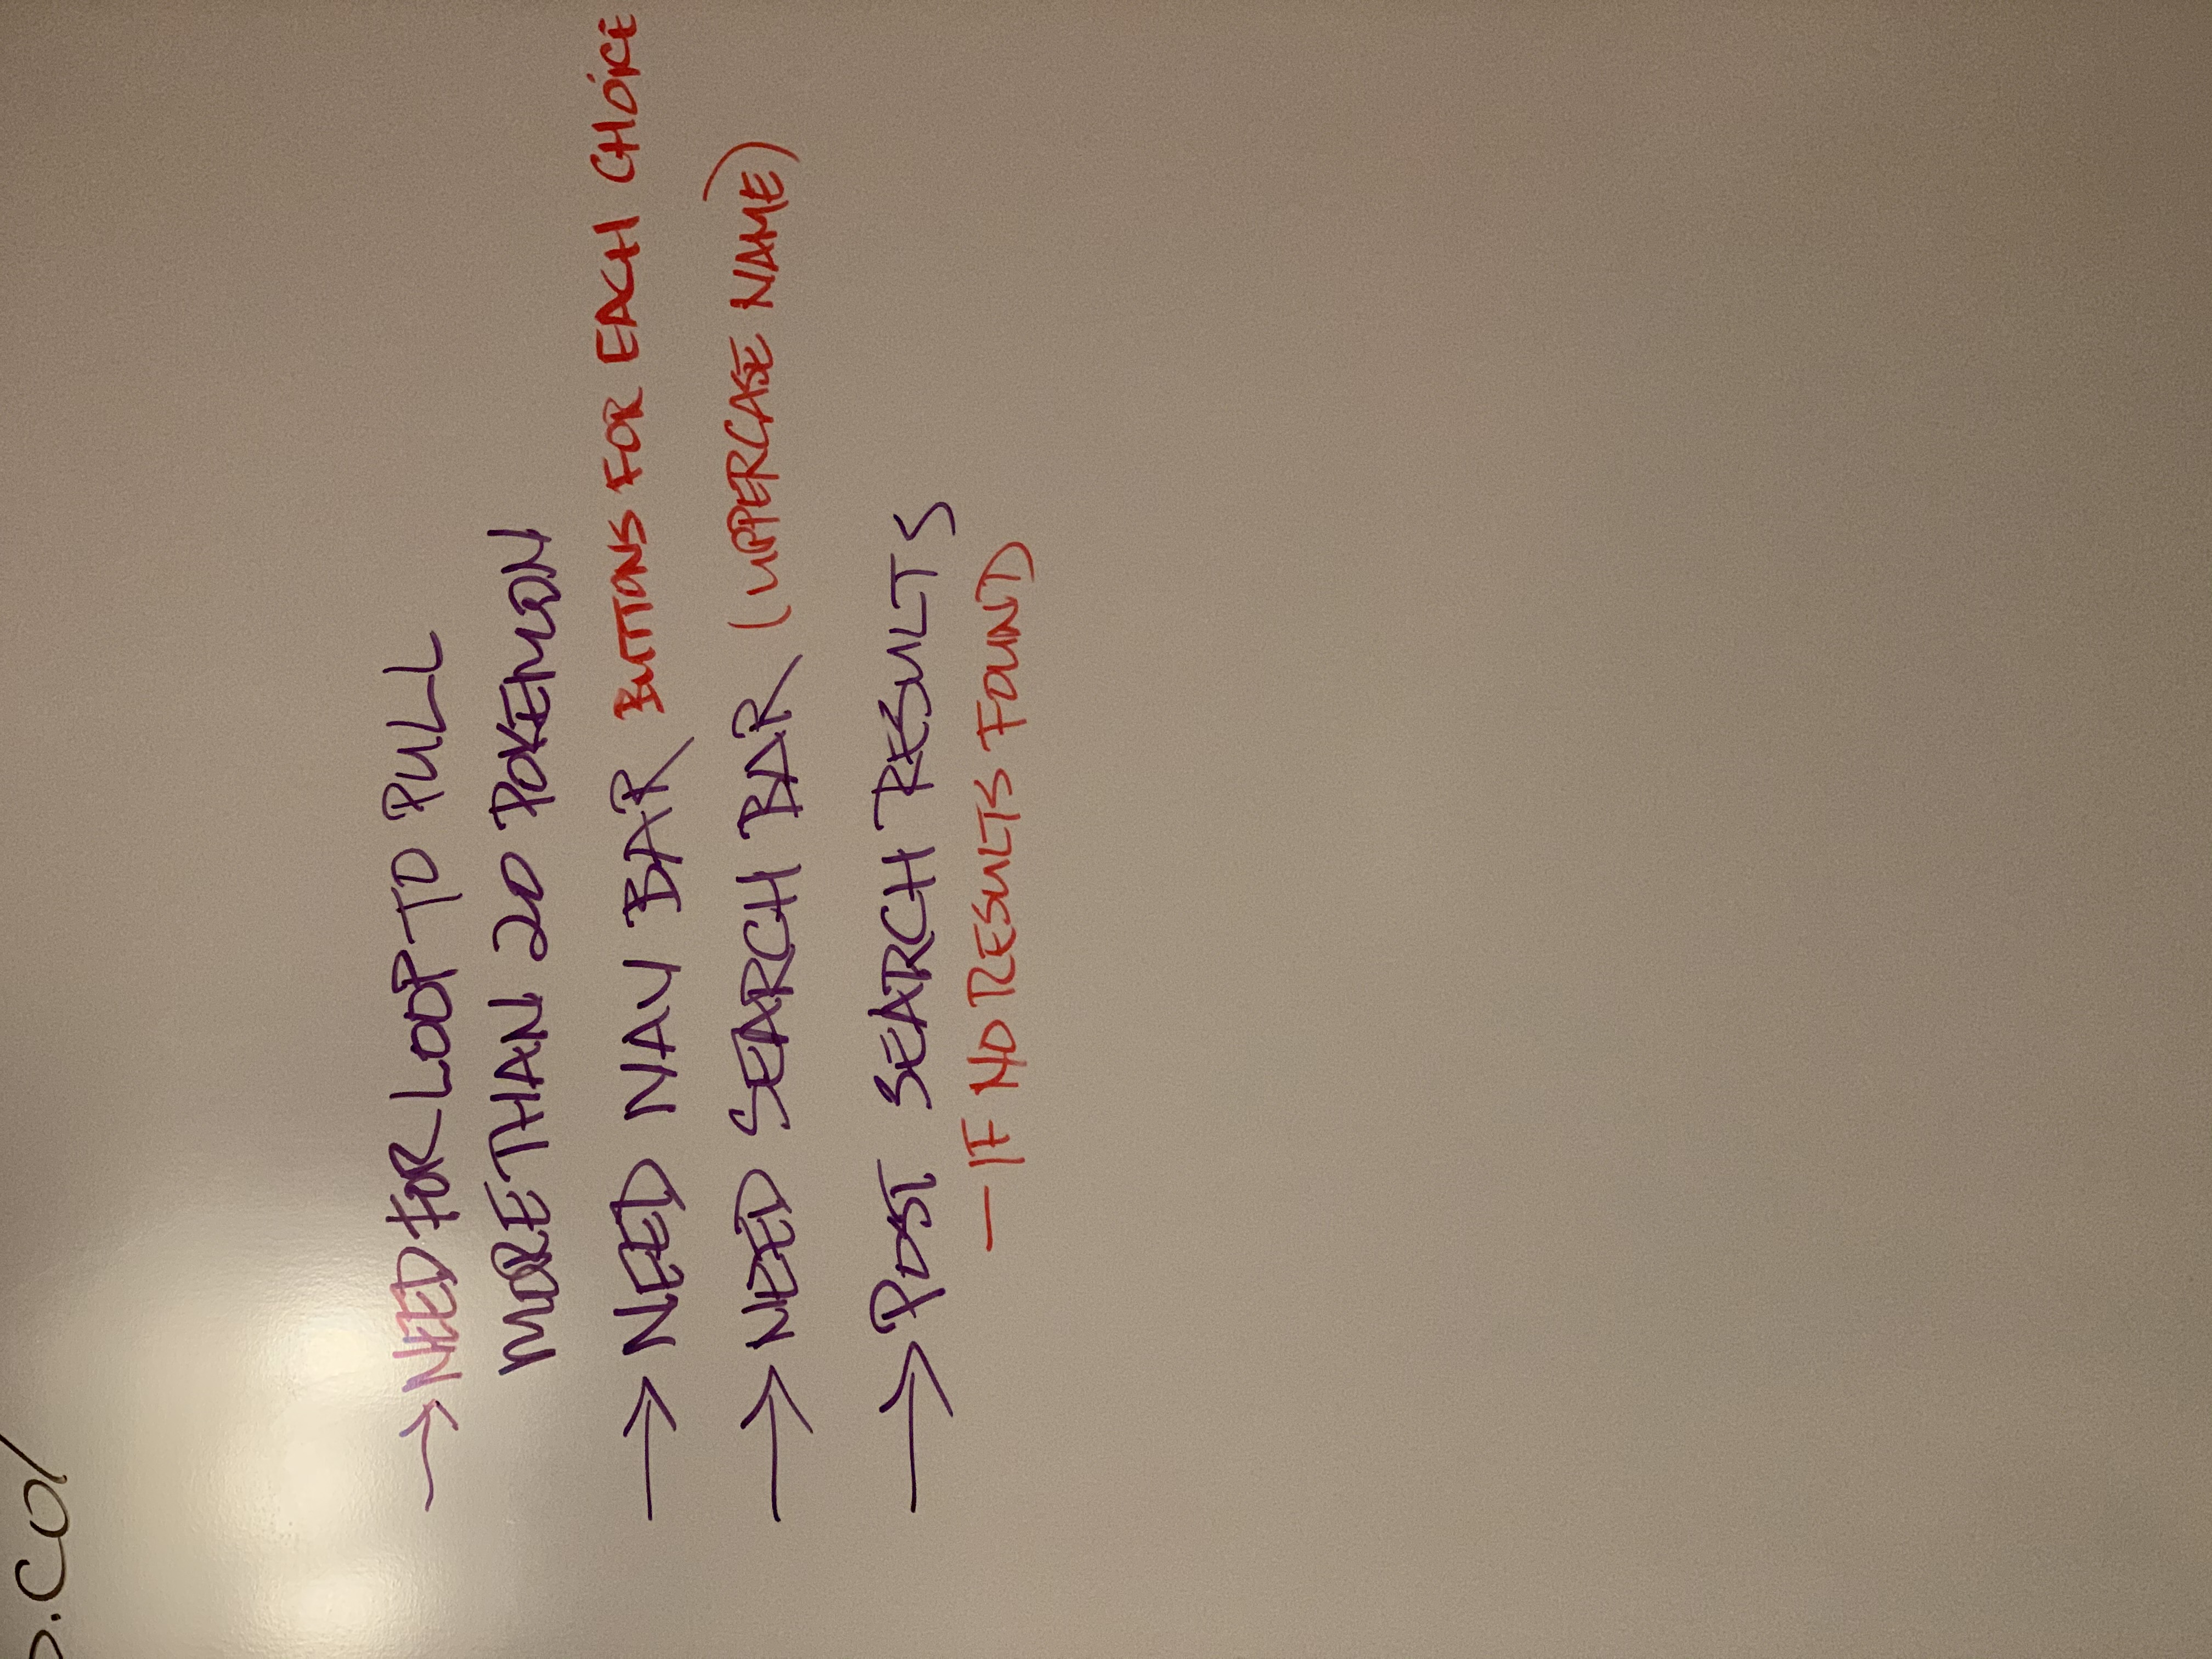 → NEED FOR LOOP TO PULL
MORE THAN 20 POKEMON
→ NEED NAV BAR BUTTONS FOR EACH CHOICE
→ NEED SEARCH BAR (UPPERCASE NAME)
→ POST SEARCH RESULTS
— IF NO RESULTS FOUND